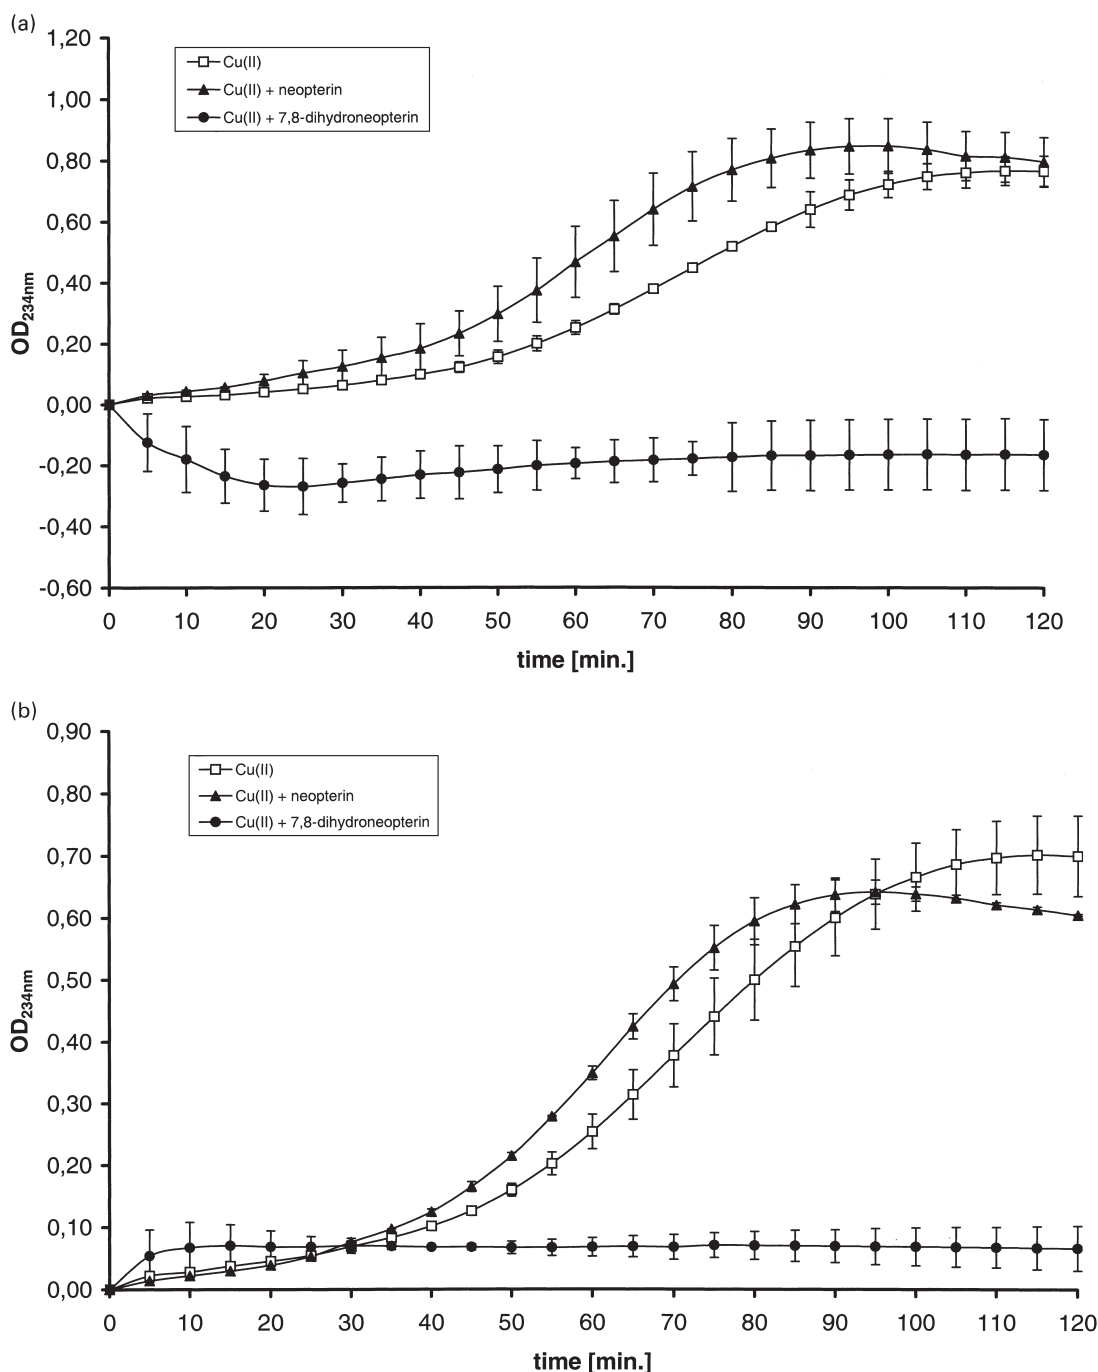 (a)
1,20
1,00
0,80
0,60
0,40
0,20
0,00
-0,20
-0,40
-0,60
OD234nm
Cu(II)
Cu(II) + neopterin
Cu(II) + 7,8-dihydroneopterin
0 10 20 30 40 50 60 70 80 90 100 110 120
time [min.]
(b)
0,90
0,80
0,70
0,60
0,50
0,40
0,30
0,20
0,10
0,00
OD234nm
Cu(II)
Cu(II) + neopterin
Cu(II) + 7,8-dihydroneopterin
0 10 20 30 40 50 60 70 80 90 100 110 120
time [min.]